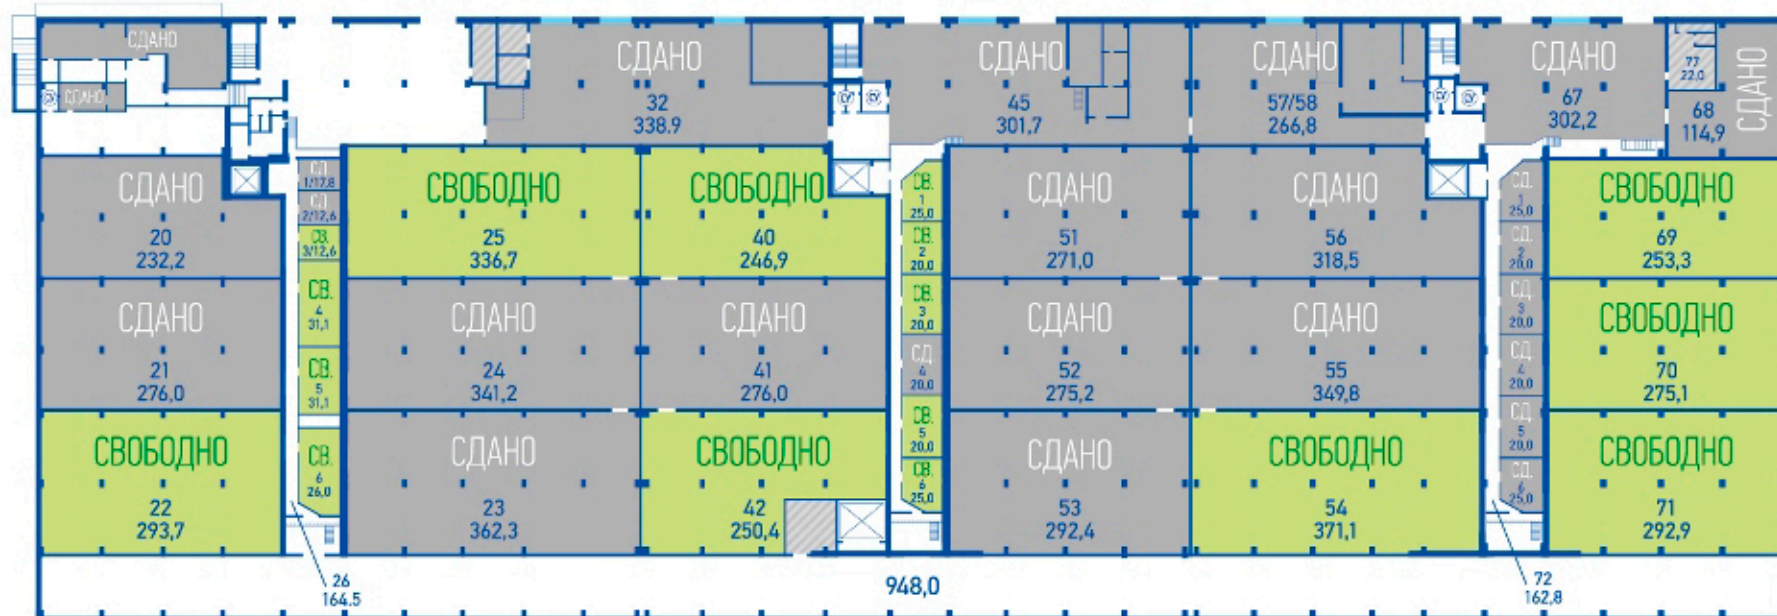 СДАНО
СДАНО
СДАНО
32
338.9
СДАНО
45
301,7
СДАНО
57/58
266,8
СДАНО
67
302,2
77
22,0
68
114,9
СДАНО
СУ
СУ
СУ
СУ
СУ
СДАНО
20
232,2
СД
1/17,8
СД
2/12,6
СВ.
3/12,6
СВОБОДНО
25
336,7
СВОБОДНО
40
246,9
СВ.
1
25,0
СВ.
2
20,0
СДАНО
51
271,0
СДАНО
56
318,5
СД.
1
25,0
СД.
2
20,0
СВОБОДНО
69
253,3
СДАНО
21
276,0
СВ.
4
31,1
СВ.
5
31,1
СДАНО
24
341,2
СДАНО
41
276,0
СВ.
3
20,0
СД
4
20,0
СДАНО
52
275,2
СДАНО
55
349,8
СД.
3
20,0
СД.
4
20,0
СВОБОДНО
70
275,1
СВОБОДНО
22
293,7
СВ.
6
26,0
СДАНО
23
362,3
СВОБОДНО
42
250,4
СВ.
5
20,0
СВ.
6
25,0
СДАНО
53
292,4
СВОБОДНО
54
371,1
СД.
5
20,0
СД.
6
25,0
СВОБОДНО
71
292,9
26
164.5
948,0
72
162,8